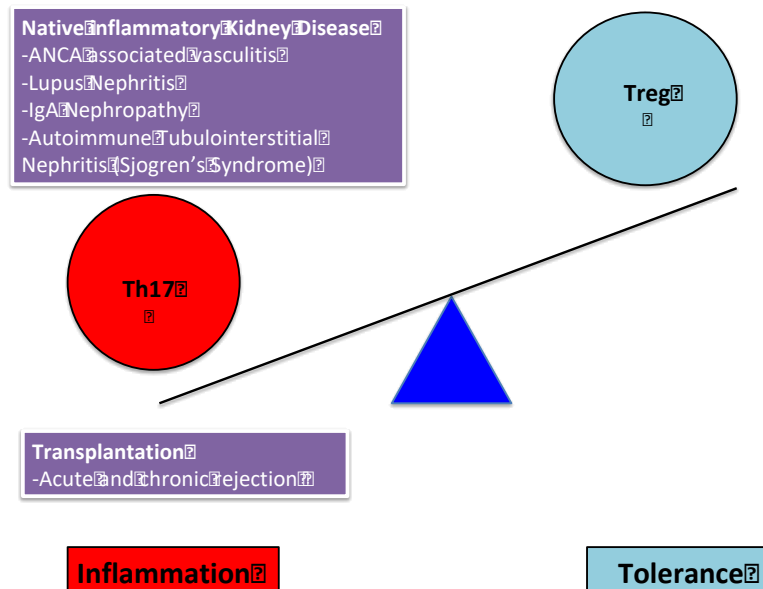 Native Inflammatory Kidney Disease
-ANCA associated vasculitis
-Lupus Nephritis
-IgA Nephropathy
-Autoimmune Tubulointerstitial
Nephritis (Sjogren's Syndrome)
Treg
Th17
Transplantation
-Acute and chronic rejection
Inflammation
Tolerance